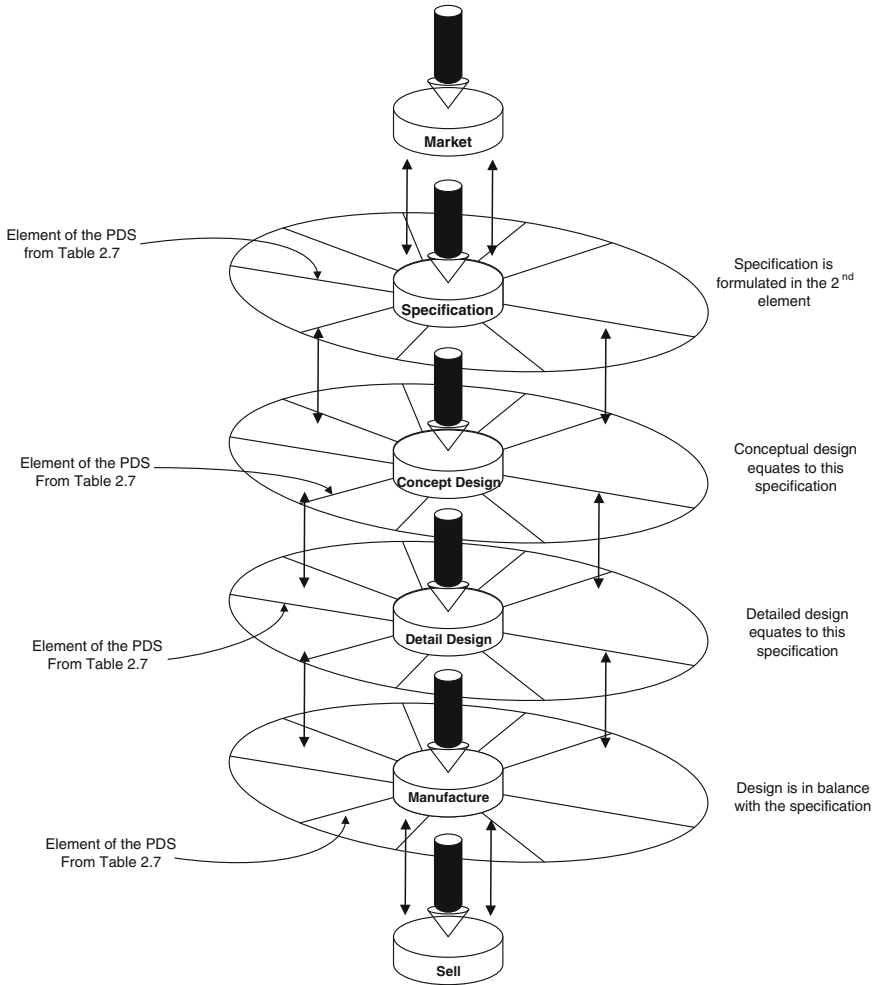 Market
Element of the PDS
from Table 2.7
Specification is
formulated in the 2nd
element
Specification
Element of the PDS
From Table 2.7
Concept Design
Conceptual design
equates to this
specification
Element of the PDS
From Table 2.7
Detail Design
Detailed design
equates to this
specification
Manufacture
Design is in balance
with the specification
Element of the PDS
From Table 2.7
Sell